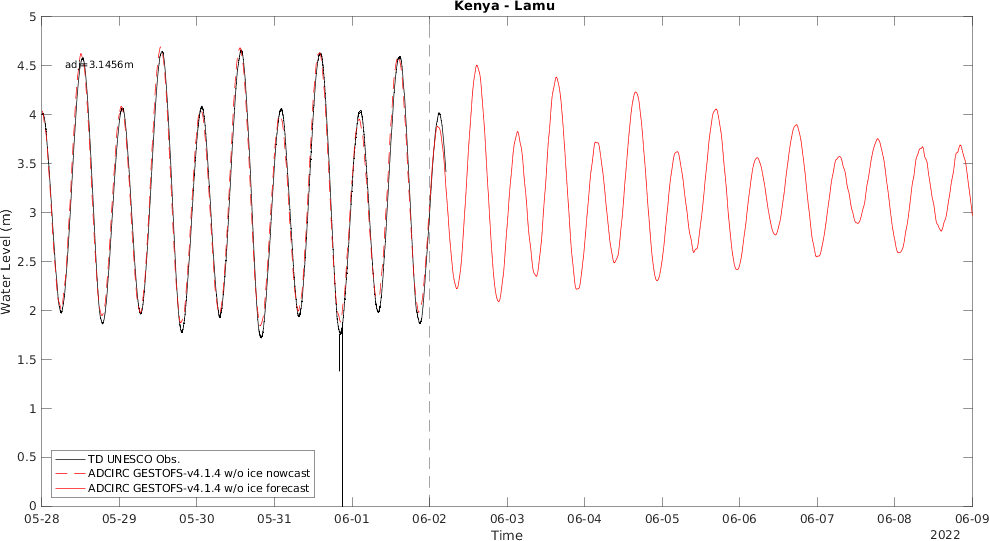 Kenya - Lamu
5
4.5
4
3.5
3
2.5
2
1.5
1
0.5
0
Water Level (m)
adj=3.1456m
TD UNESCO Obs.
ADCIRC GESTOFS-v4.1.4 w/o ice nowcast
ADCIRC GESTOFS-v4.1.4 w/o ice forecast
05-28 05-29 05-30 05-31 06-01 06-02 06-03 06-04 06-05 06-06 06-07 06-08 06-09
Time
2022